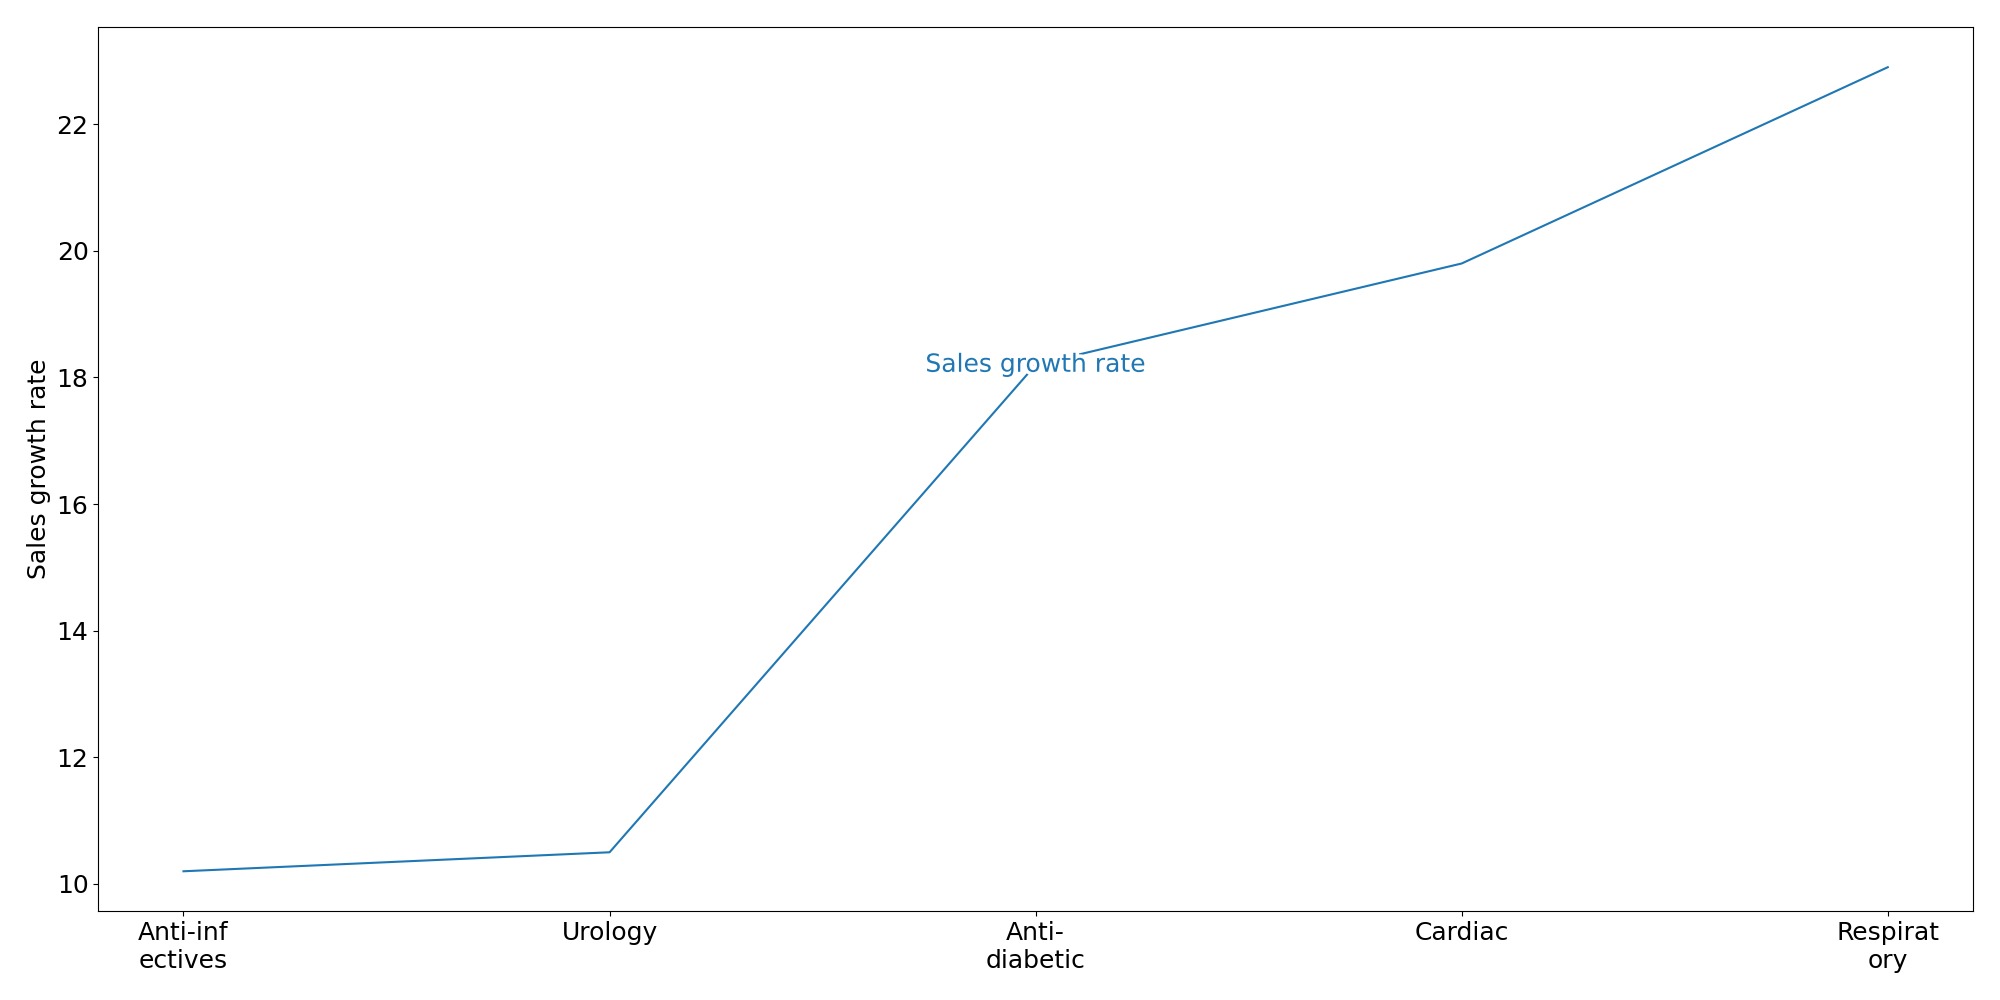 22
20
18
16
14
12
10
Sales growth rate
Sales growth rate
Anti-inf
ectives
Urology
Anti-
diabetic
Cardiac
Respirat
ory